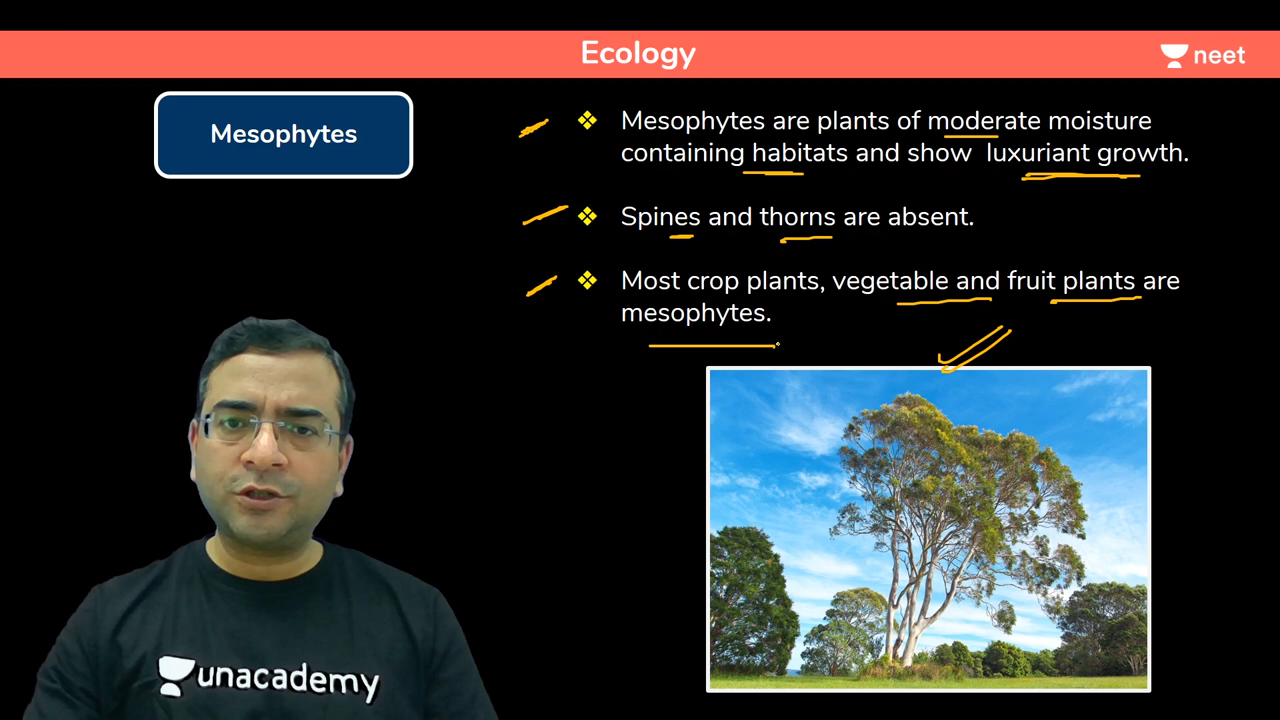 Ecology
neet
Mesophytes
❖ Mesophytes are plants of moderate moisture
containing habitats and show luxuriant growth.
❖ Spines and thorns are absent.
❖ Most crop plants, vegetable and fruit plants are
mesophytes.
unacademy